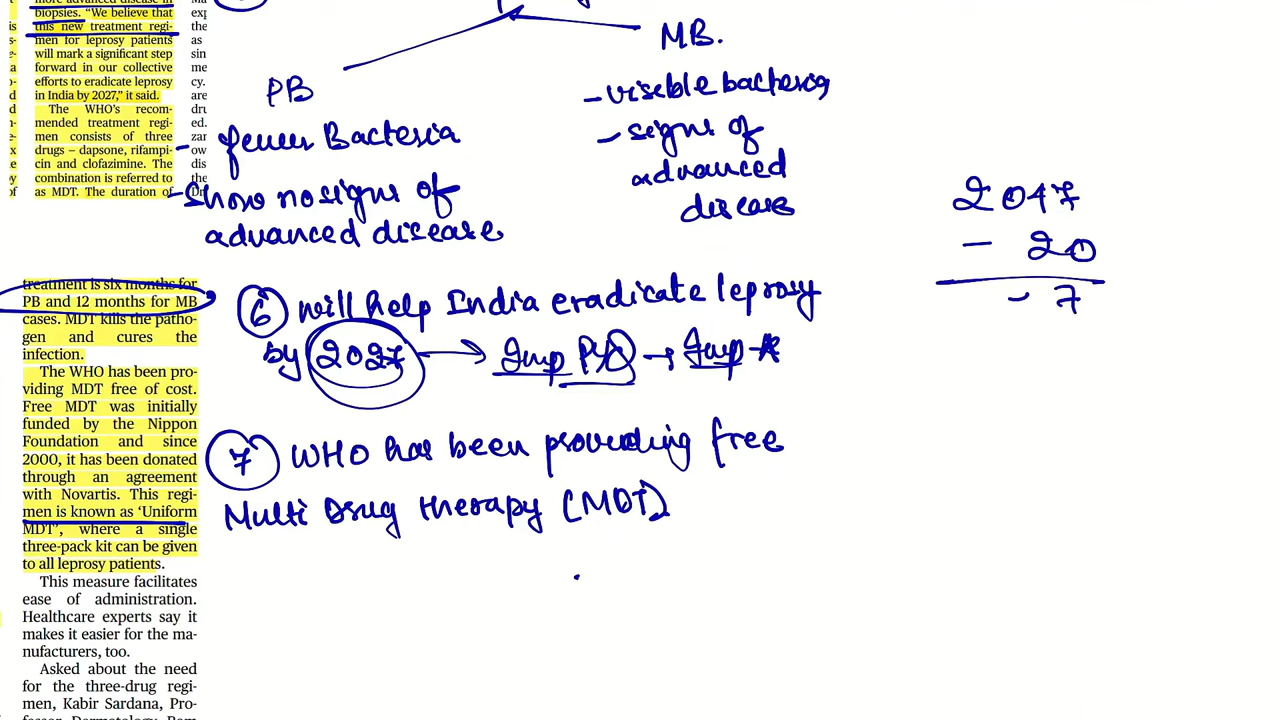 more advanced disease in
biopsies. "We believe that
this new treatment regi-
men for leprosy patients
will mark a significant step
forward in our collective
efforts to eradicate leprosy
in India by 2027," it said.
The WHO's recom-
mended treatment regi-
men consists of three
drugs – dapsone, rifampi-
cin and clofazimine. The
combination is referred to
as MDT. The duration of
treatment is six months for
PB and 12 months for MB
cases. MDT kills the patho-
gen and cures the
infection.
The WHO has been pro-
viding MDT free of cost.
Free MDT was initially
funded by the Nippon
Foundation and since
2000, it has been donated
through an agreement
with Novartis. This regi-
men is known as 'Uniform
MDT', where a single
three-pack kit can be given
to all leprosy patients.
This measure facilitates
ease of administration.
Healthcare experts say it
makes it easier for the ma-
nufacturers, too.
Asked about the need
for the three-drug regi-
men, Kabir Sardana, Pro-
PB
- fewer Bacteria
- show no signs of
advanced disease
MB.
- visible bacteria
- signs of
advanced
disease
2047
- 20
- 7
6 will help India eradicate leprosy
by 2027 → Imp PYQ → Imp
7 WHO has been providing free
Multi Drug therapy (MDT)